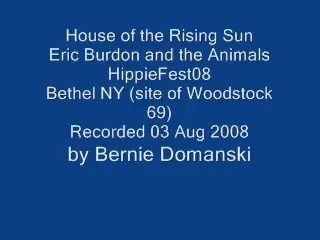 House of the Rising Sun
Eric Burdon and the Animals
HippieFest08
Bethel NY (site of Woodstock
69)
Recorded 03 Aug 2008
by Bernie Domanski